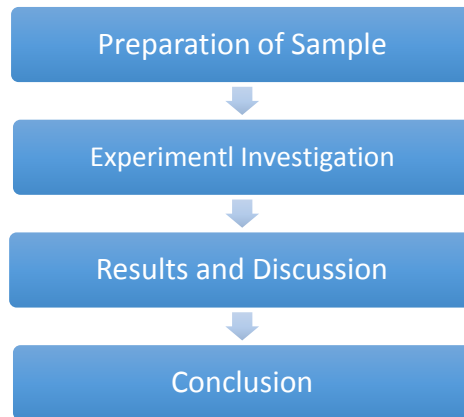 Preparation of Sample
Experimentl Investigation
Results and Discussion
Conclusion